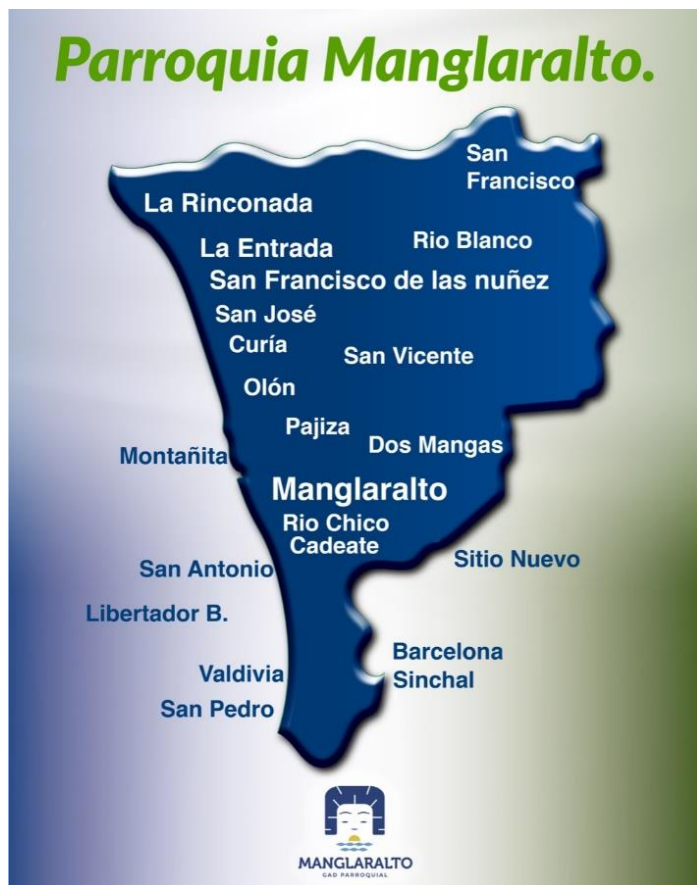 Parroquia Manglaralto.
San
Francisco
La Rinconada
Rio Blanco
La Entrada
San Francisco de las nuñez
San José
Curía
San Vicente
Olón
Pajiza
Dos Mangas
Montañita
Manglaralto
Rio Chico
Cadeate
Sitio Nuevo
San Antonio
Libertador B.
Barcelona
Valdivia
Sinchal
San Pedro
MANGLARALTO
GAD PARROQUIAL